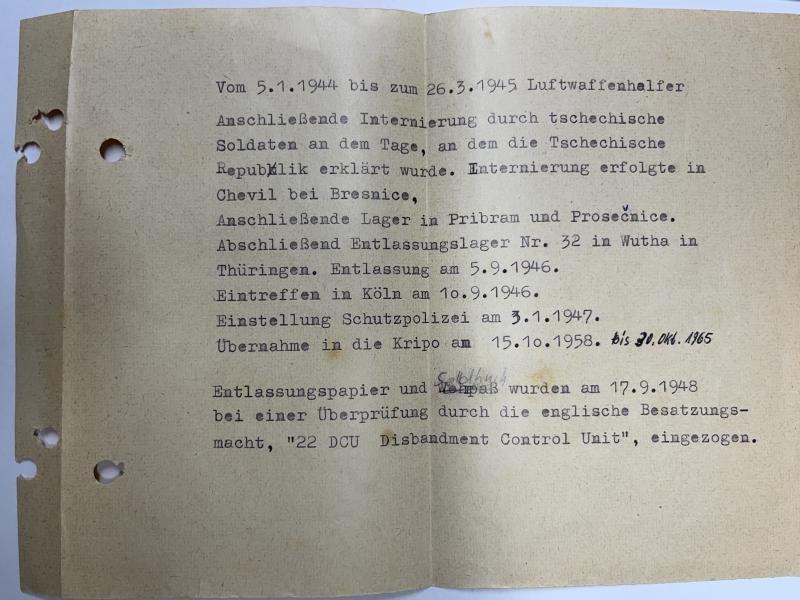 Vom 5.1.1944 bis zum 26.3.1945 Luftwaffenhelfer
Anschließende Internierung durch tschechische
Soldaten an dem Tage, an dem die Tschechische
Republik erklärt wurde. Internierung erfolgte in
Chevil bei Bresnice,
Anschließende Lager in Pribram und Prosečnice.
Abschließend Entlassungslager Nr. 32 in Wutha in
Thüringen. Entlassung am 5.9.1946.
Eintreffen in Köln am 1o.9.1946.
Einstellung Schutzpolizei am 3.1.1947.
Übernahme in die Kripo am 15.1o.1958. bis 30. Okt. 1965
Soldbuch
Entlassungspapier und Wehrpaß wurden am 17.9.1948
bei einer Überprüfung durch die englische Besatzungs-
macht, "22 DCU Disbandment Control Unit", eingezogen.